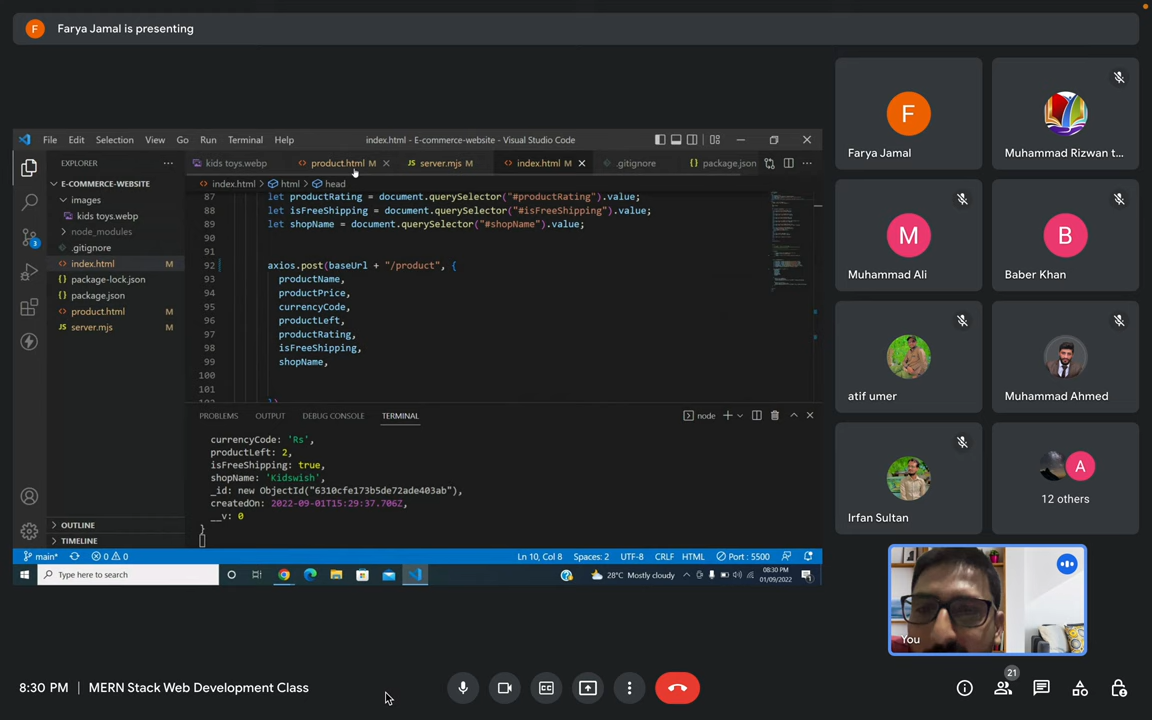 F Farya Jamal is presenting
File Edit Selection View Go Run Terminal Help
index.html - E-commerce-website - Visual Studio Code
EXPLORER
kids toys.webp
product.html M
server.mjs M
index.html M
.gitignore
package.json
E-COMMERCE-WEBSITE
images
kids toys.webp
node_modules
.gitignore
index.html M
package-lock.json
package.json
product.html M
server.mjs M
OUTLINE
TIMELINE
3
index.html > html > head
87 let productRating = document.querySelector("#productRating").value;
88 let isFreeShipping = document.querySelector("#isFreeShipping").value;
89 let shopName = document.querySelector("#shopName").value;
90
91
92 axios.post(baseUrl + "/product", {
93 productName,
94 productPrice,
95 currencyCode,
96 productLeft,
97 productRating,
98 isFreeShipping,
99 shopName,
100
101
PROBLEMS OUTPUT DEBUG CONSOLE TERMINAL
node
currencyCode: 'Rs',
productLeft: 2,
isFreeShipping: true,
shopName: 'Kidswish',
_id: new ObjectId("6310cfe173b5de72ade403ab"),
createdOn: 2022-09-01T15:29:37.706Z,
__v: 0
}
main* 0 0 Ln 10, Col 8 Spaces: 2 UTF-8 CRLF HTML Port : 5500
Type here to search
28°C Mostly cloudy
08:30 PM
01/09/2022
F
Farya Jamal
Muhammad Rizwan t...
M
Muhammad Ali
B
Baber Khan
atif umer
Muhammad Ahmed
Irfan Sultan
A
12 others
You
8:30 PM | MERN Stack Web Development Class
21